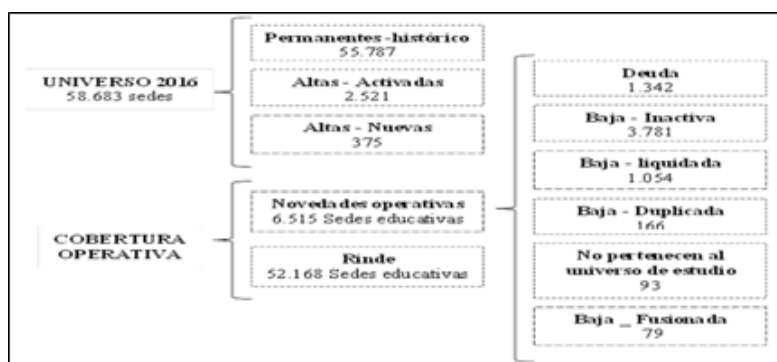 UNIVERSO 2016
58.683 sedes
Permanentes -histórico
55.787
Altas - Activadas
2.521
Altas - Nuevas
375
COBERTURA
OPERATIVA
Novedades operativas
6.515 Sedes educativas
Rinde
52.168 Sedes educativas
Deuda
1.342
Baja - Inactiva
3.781
Baja - liquidada
1.054
Baja - Duplicada
166
No pertenecen al
universo de estudio
93
Baja _ Fusionada
79